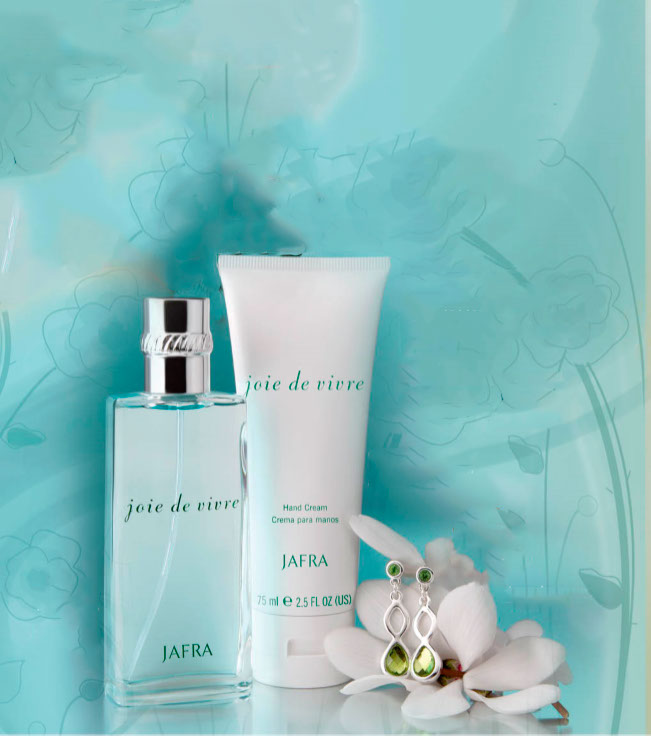 joie de vivre
Hand Cream
Crema para manos
JAFRA
75 ml ℮ 2.5 FL OZ (US)
joie de vivre
JAFRA